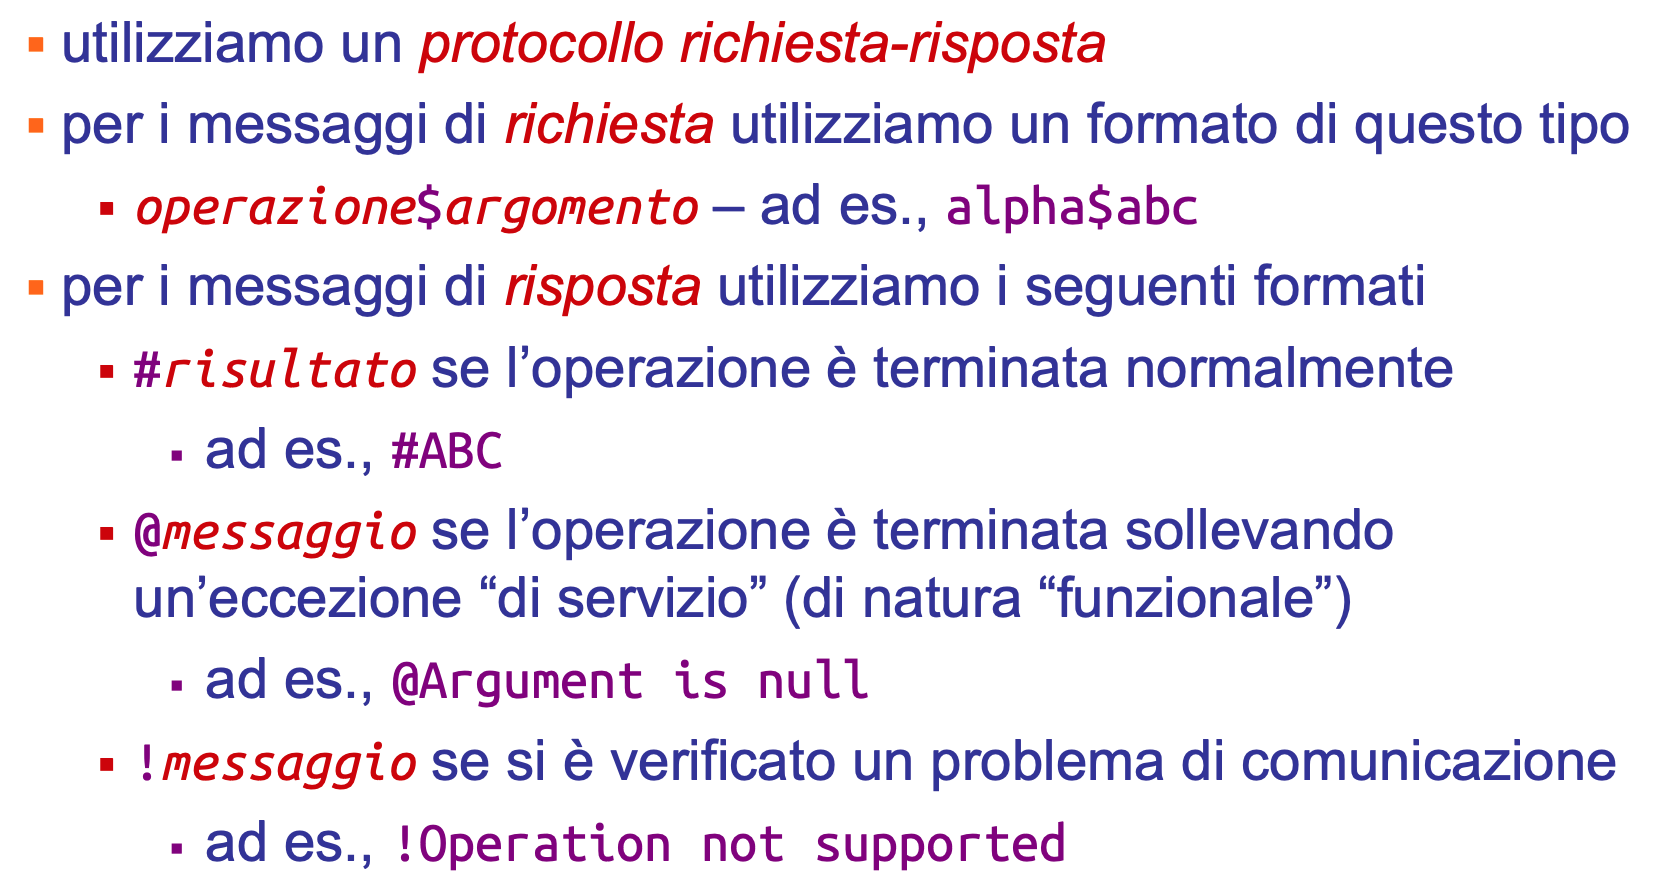 utilizziamo un protocollo richiesta-risposta
per i messaggi di richiesta utilizziamo un formato di questo tipo
operazione$argomento – ad es., alpha$abc
per i messaggi di risposta utilizziamo i seguenti formati
#risultato se l’operazione è terminata normalmente
ad es., #ABC
@messaggio se l’operazione è terminata sollevando
un’eccezione “di servizio” (di natura “funzionale”)
ad es., @Argument is null
!messaggio se si è verificato un problema di comunicazione
ad es., !Operation not supported